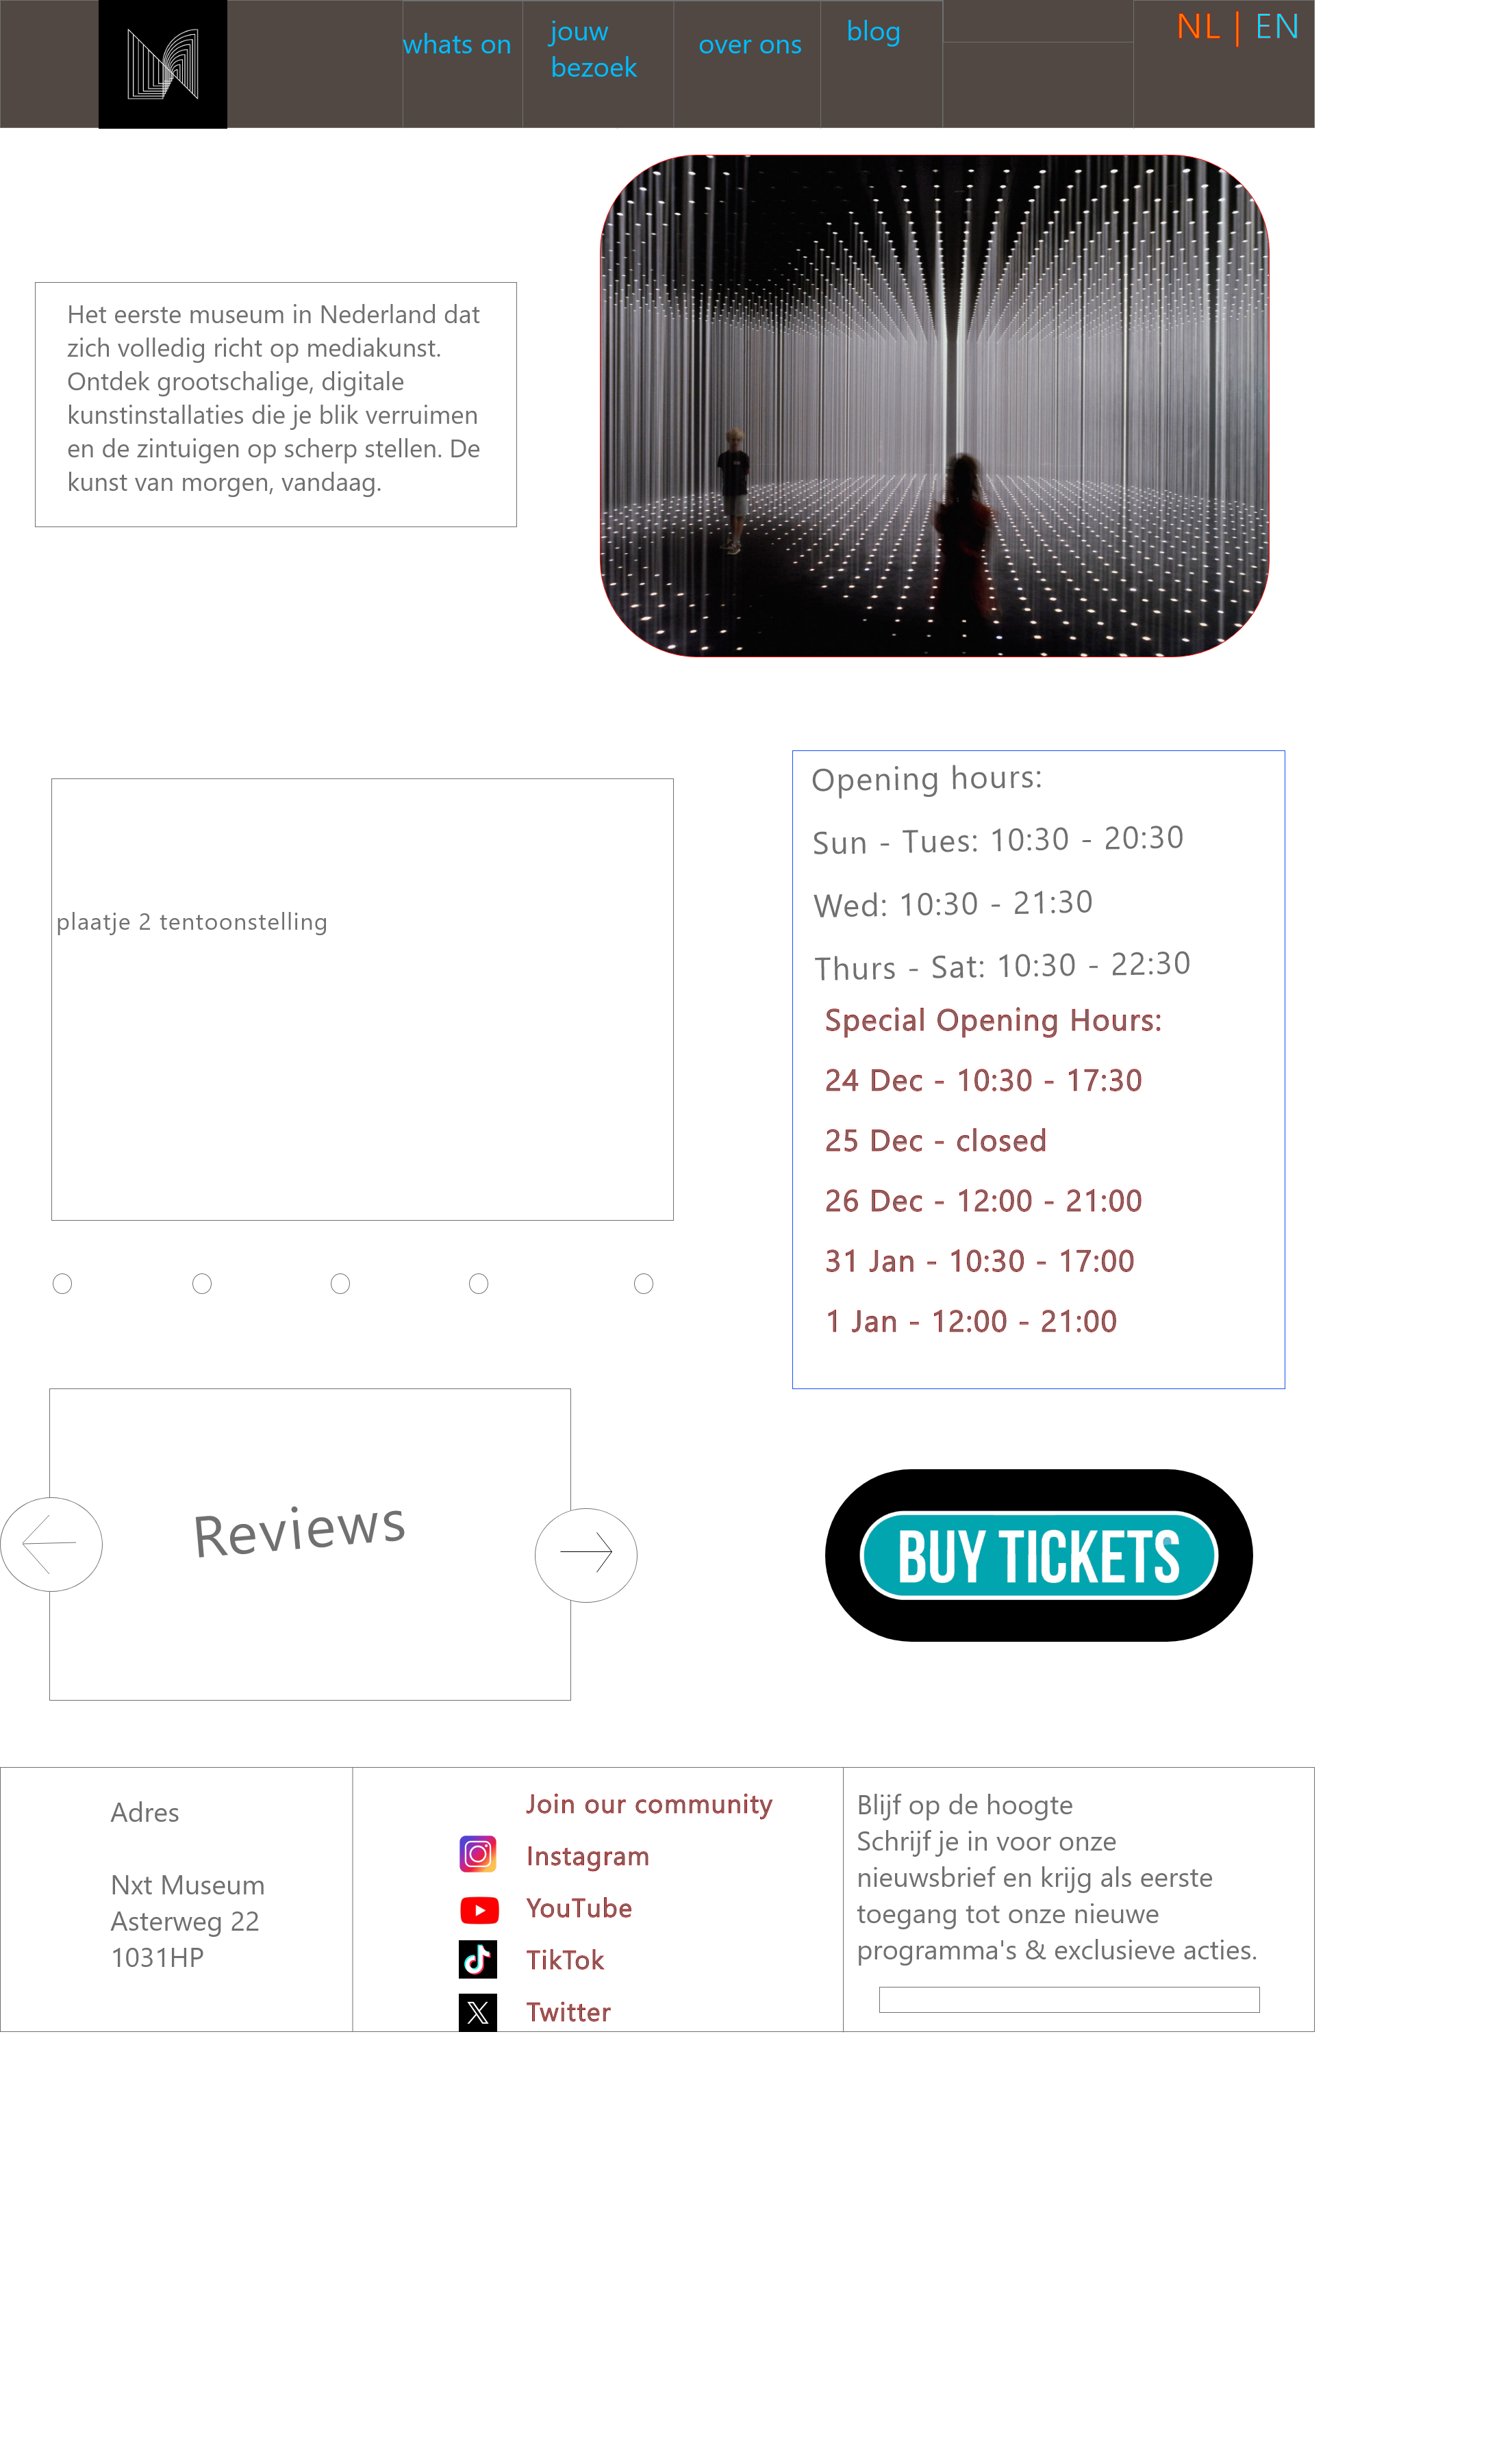 whats on
jouw
bezoek
over ons
blog
NL | EN
Het eerste museum in Nederland dat
zich volledig richt op mediakunst.
Ontdek grootschalige, digitale
kunstinstallaties die je blik verruimen
en de zintuigen op scherp stellen. De
kunst van morgen, vandaag.
plaatje 2 tentoonstelling
Opening hours:
Sun - Tues: 10:30 - 20:30
Wed: 10:30 - 21:30
Thurs - Sat: 10:30 - 22:30
Special Opening Hours:
24 Dec - 10:30 - 17:30
25 Dec - closed
26 Dec - 12:00 - 21:00
31 Jan - 10:30 - 17:00
1 Jan - 12:00 - 21:00
Reviews
BUY TICKETS
Adres
Nxt Museum
Asterweg 22
1031HP
Join our community
Instagram
YouTube
TikTok
Twitter
Blijf op de hoogte
Schrijf je in voor onze
nieuwsbrief en krijg als eerste
toegang tot onze nieuwe
programma's & exclusieve acties.